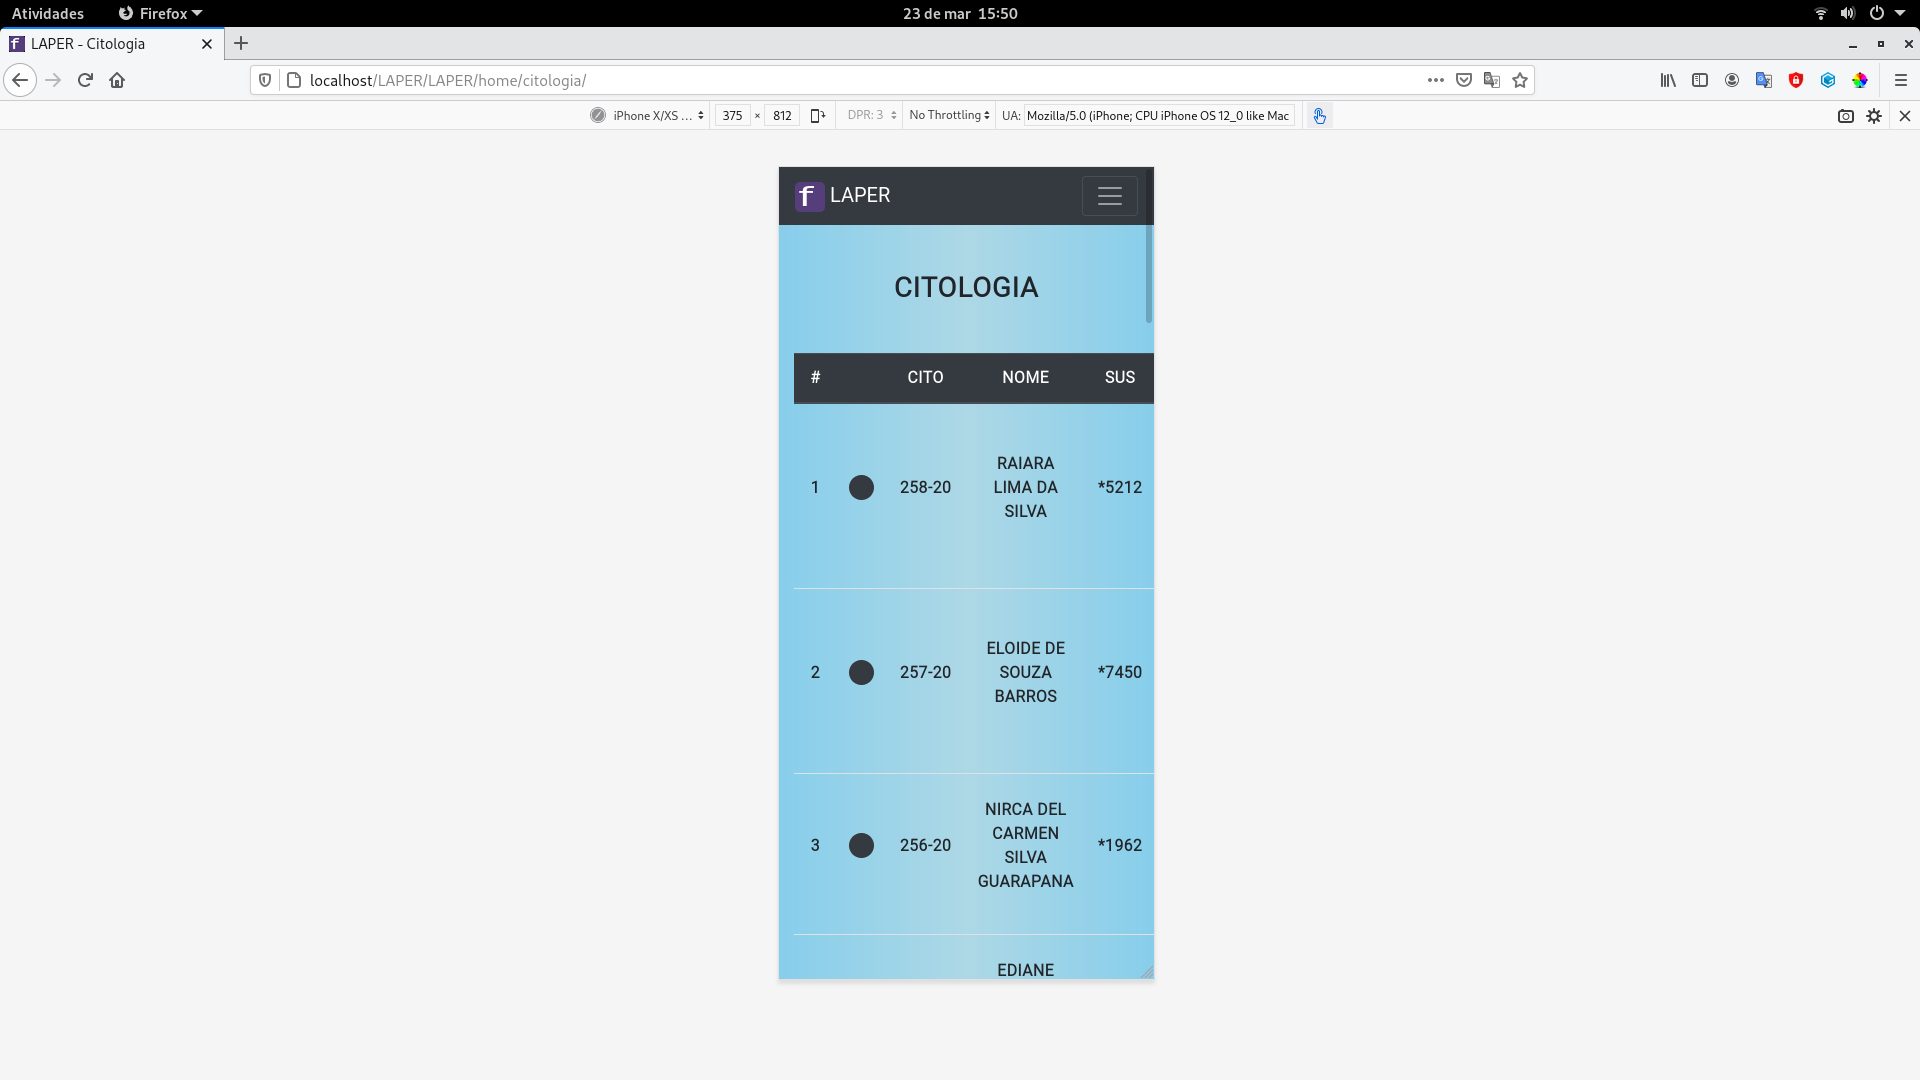 Atividades
Firefox
23 de mar 15:50
LAPER - Citologia
localhost/LAPER/LAPER/home/citologia/
iPhone X/XS ...
375 × 812
DPR: 3
No Throttling
UA: Mozilla/5.0 (iPhone; CPU iPhone OS 12_0 like Mac
f LAPER
CITOLOGIA
# CITO NOME SUS
1 258-20 RAIARA LIMA DA SILVA *5212
2 257-20 ELOIDE DE SOUZA BARROS *7450
3 256-20 NIRCA DEL CARMEN SILVA GUARAPANA *1962
EDIANE